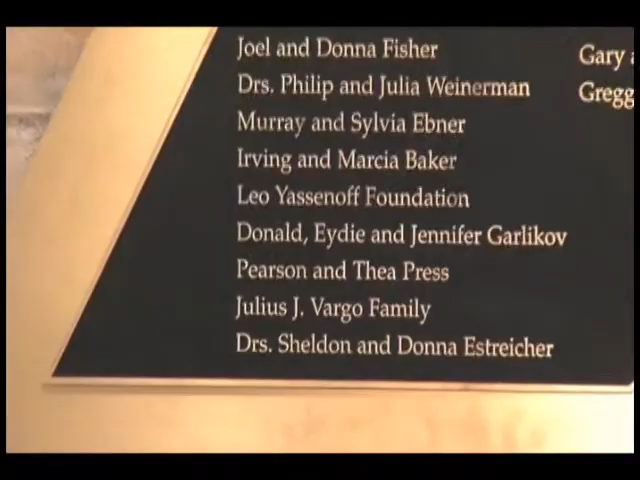 Joel and Donna Fisher
Drs. Philip and Julia Weinerman
Murray and Sylvia Ebner
Irving and Marcia Baker
Leo Yassenoff Foundation
Donald, Eydie and Jennifer Garlikov
Pearson and Thea Press
Julius J. Vargo Family
Drs. Sheldon and Donna Estreicher
Gary
Gregg